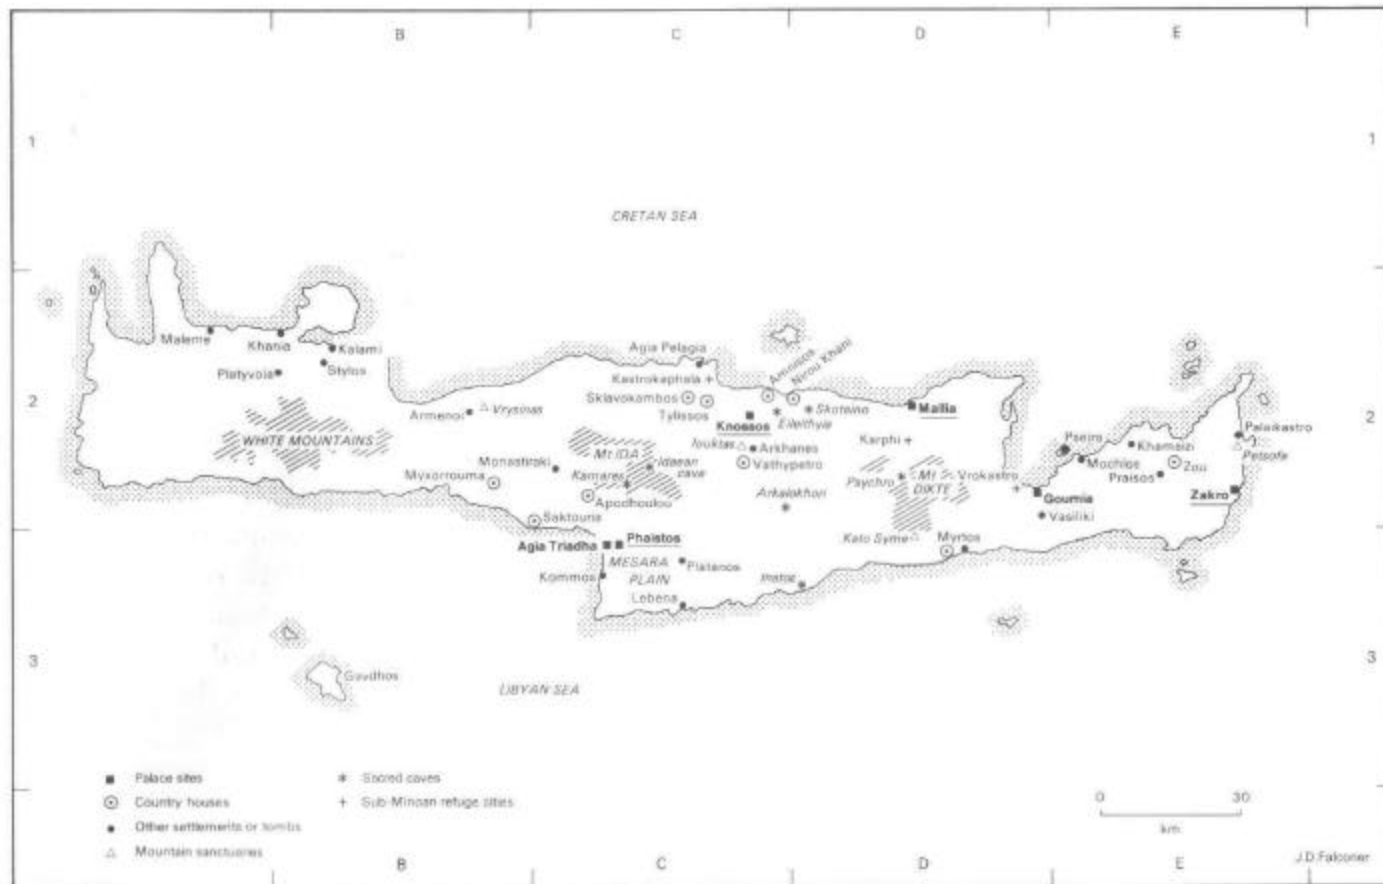 B C D E
1 1
CRETAN SEA
Maleme
Khania
Kalami
Stylos
Platyvola
Agia Pelagia
Amnisos
Nirou Khani
Kastrokephala
Sklavokambos
Tylissos
Skoteino
Eileithyia
Mallia
2 2
Armenoi
Vrysinas
Knossos
WHITE MOUNTAINS
Iouktas
Arkhanes
Vathypetro
Karphi
Pseira
Khamaizi
Palaikastro
Petsofa
Mt IDA
Idaean
cave
Monastiraki
Kamares
Mochlos
Zou
Praisos
Myxorrouma
Apodhoulou
Arkalokhori
Psychro
Mt
DIKTE
Vrokastro
Gournia
Zakro
Vasiliki
Saktouria
Agia Triadha
Phaistos
Kato Syme
Myrtos
MESARA
PLAIN
Kommos
Platanos
Inatos
Lebena
3 3
Gavdhos
LIBYAN SEA
Palace sites
Country houses
Other settlements or tombs
Mountain sanctuaries
Sacred caves
Sub-Minoan refuge cities
0 30
km
B C D E
J.D.Falconer